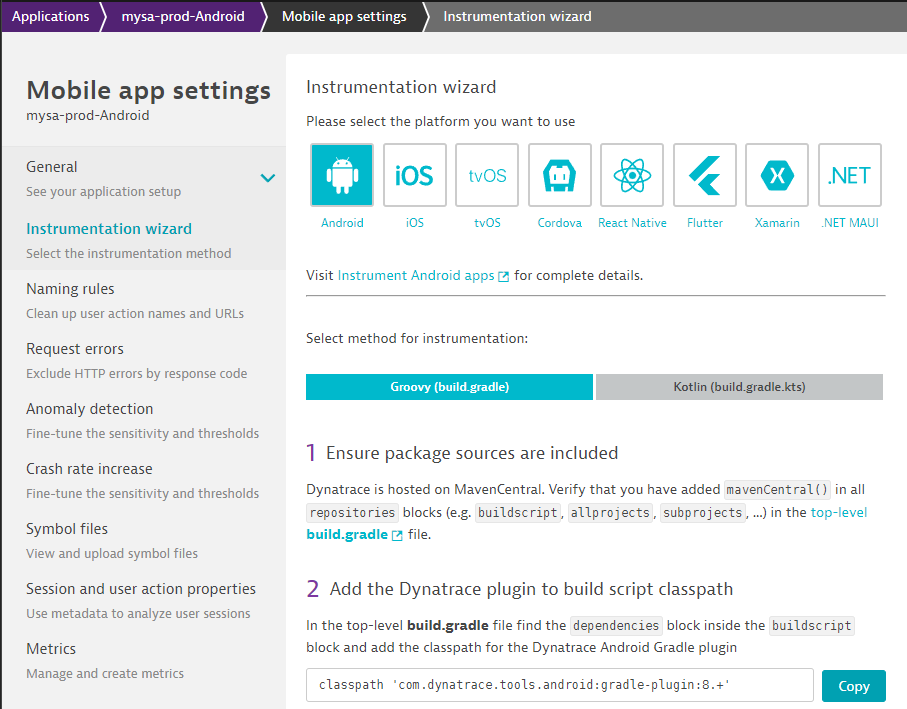 Applications mysa-prod-Android Mobile app settings Instrumentation wizard
Mobile app settings
mysa-prod-Android
General
See your application setup
Instrumentation wizard
Select the instrumentation method
Naming rules
Clean up user action names and URLs
Request errors
Exclude HTTP errors by response code
Anomaly detection
Fine-tune the sensitivity and thresholds
Crash rate increase
Fine-tune the sensitivity and thresholds
Symbol files
View and upload symbol files
Session and user action properties
Use metadata to analyze user sessions
Metrics
Manage and create metrics
Instrumentation wizard
Please select the platform you want to use
iOS tvOS .NET
Android iOS tvOS Cordova React Native Flutter Xamarin .NET MAUI
Visit Instrument Android apps for complete details.
Select method for instrumentation:
Groovy (build.gradle) Kotlin (build.gradle.kts)
1 Ensure package sources are included
Dynatrace is hosted on MavenCentral. Verify that you have added mavenCentral() in all
repositories blocks (e.g. buildscript, allprojects, subprojects, ...) in the top-level
build.gradle file.
2 Add the Dynatrace plugin to build script classpath
In the top-level build.gradle file find the dependencies block inside the buildscript
block and add the classpath for the Dynatrace Android Gradle plugin
classpath 'com.dynatrace.tools.android:gradle-plugin:8.+'
Copy